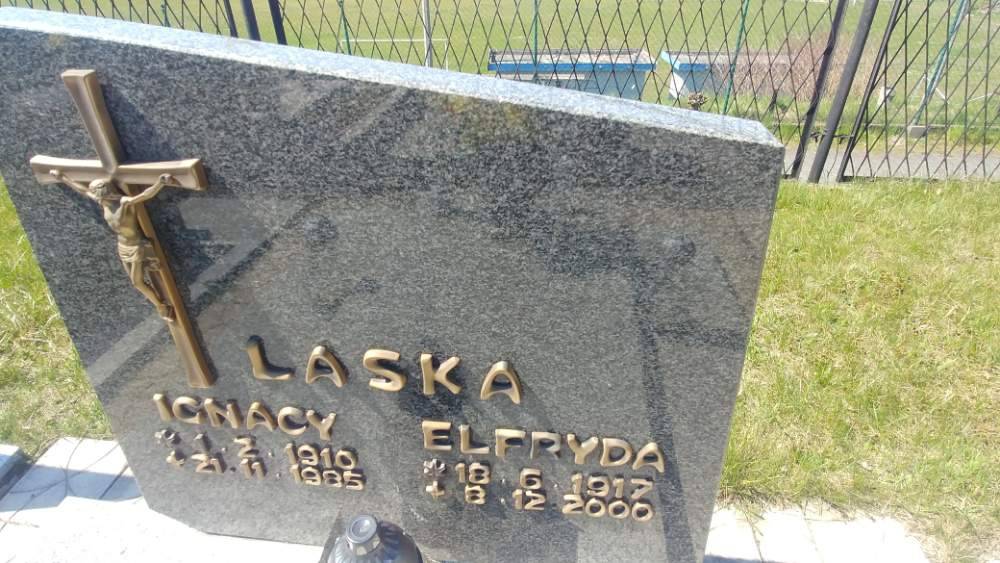 LASKA
IGNACY
* 1. 2. 1910
+ 21. 11. 1985
ELFRYDA
* 18. 6. 1917
+ 8. 12. 2000